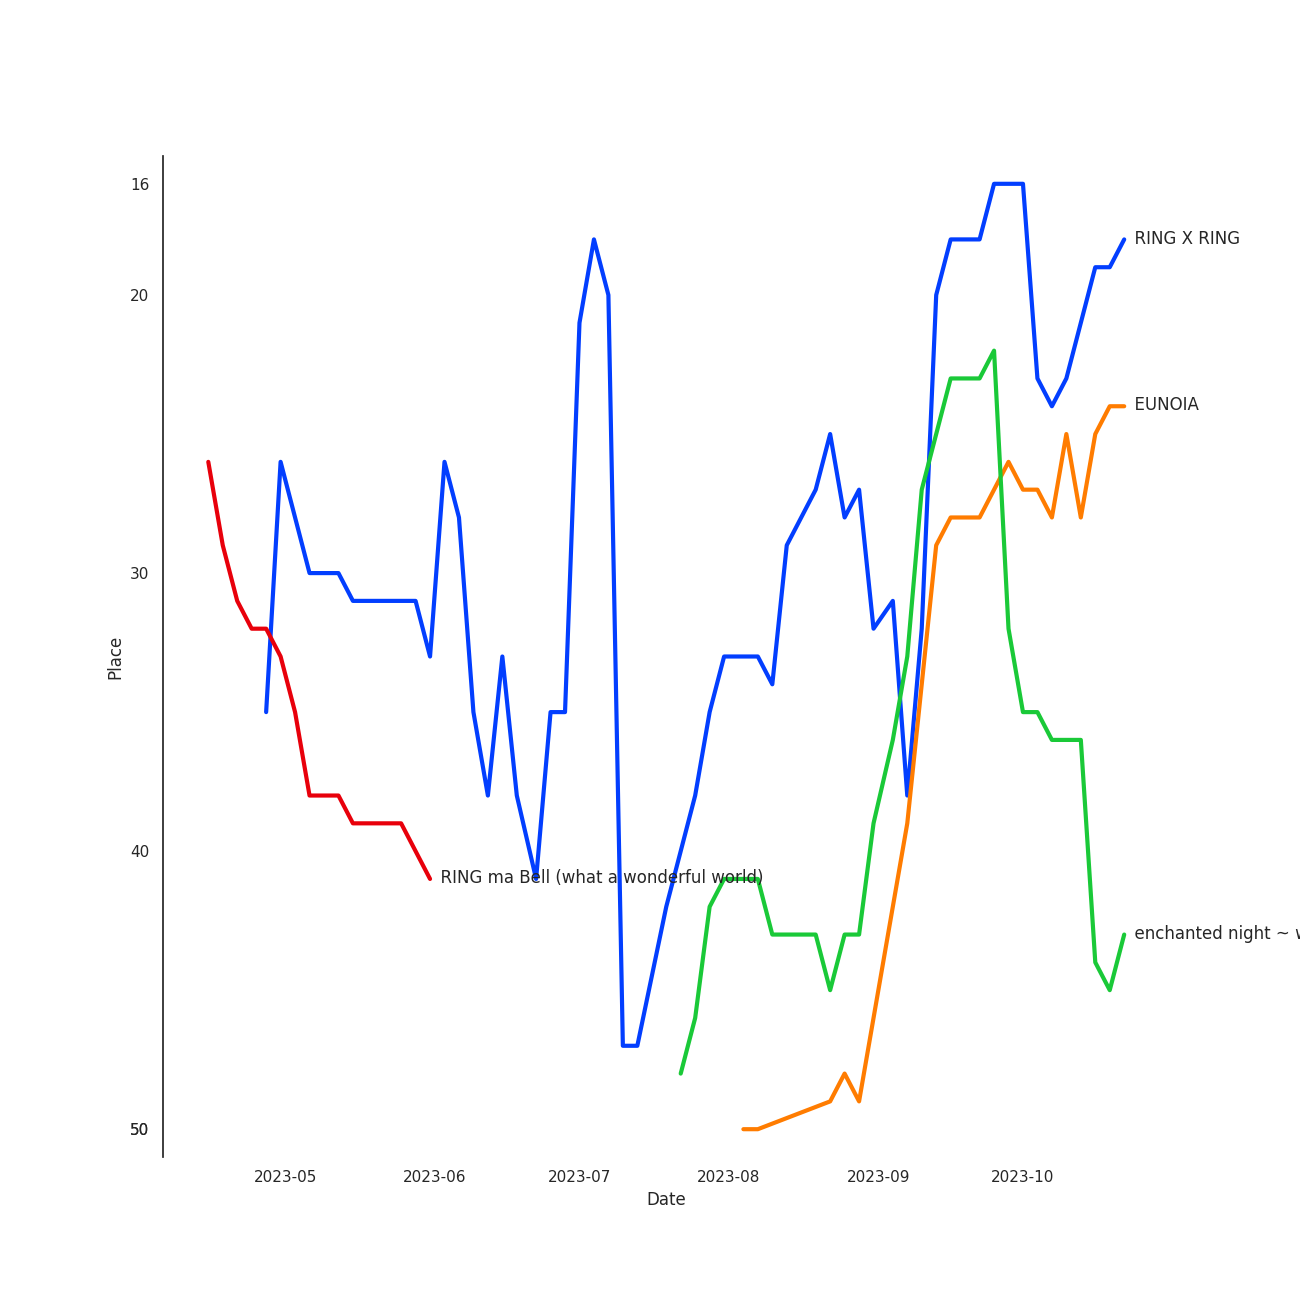 16
RING X RING
20
EUNOIA
30
Place
40
RING ma Bell (what a wonderful world)
enchanted night ~
50
2023-05 2023-06 2023-07 2023-08 2023-09 2023-10
Date